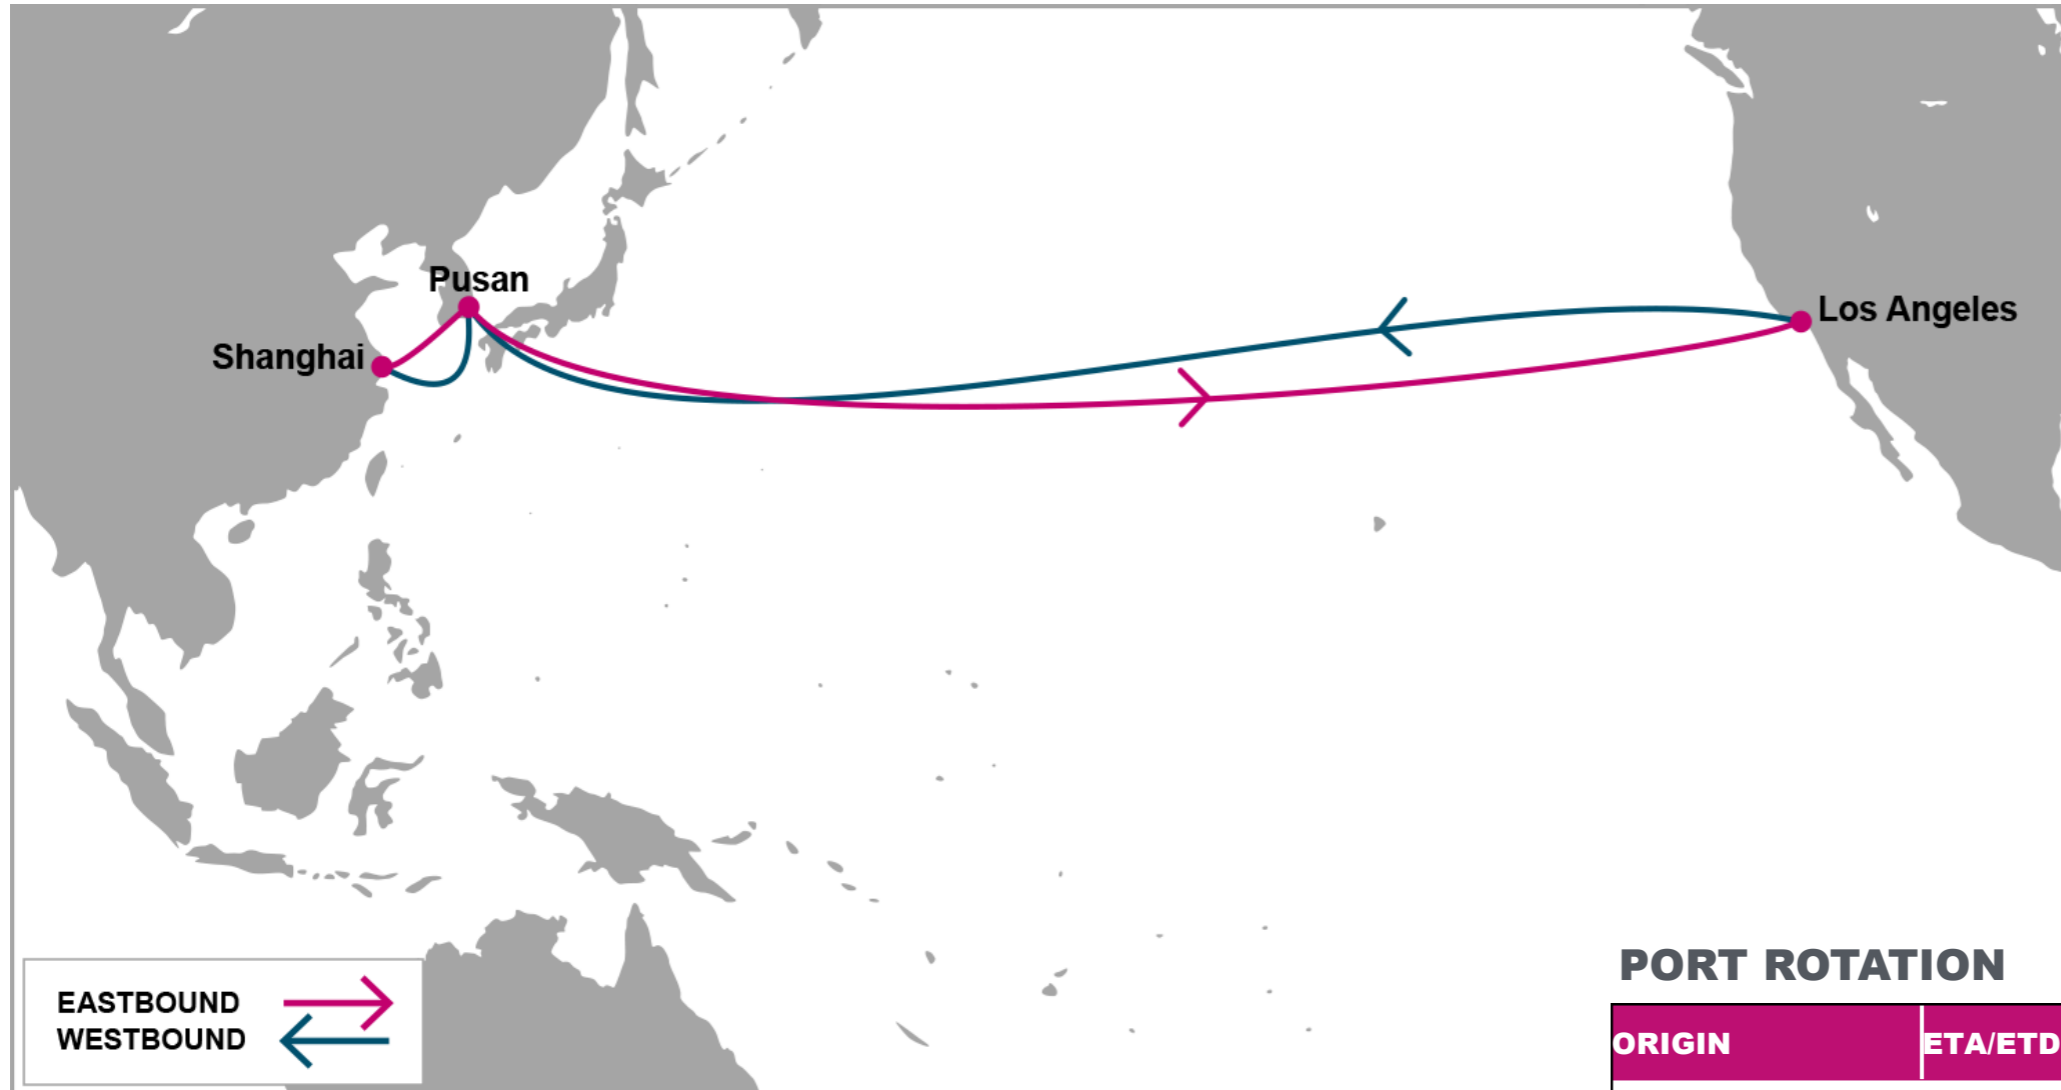 Pusan
Los Angeles
Shanghai
EASTBOUND
WESTBOUND
PORT ROTATION
ORIGIN ETA/ETD